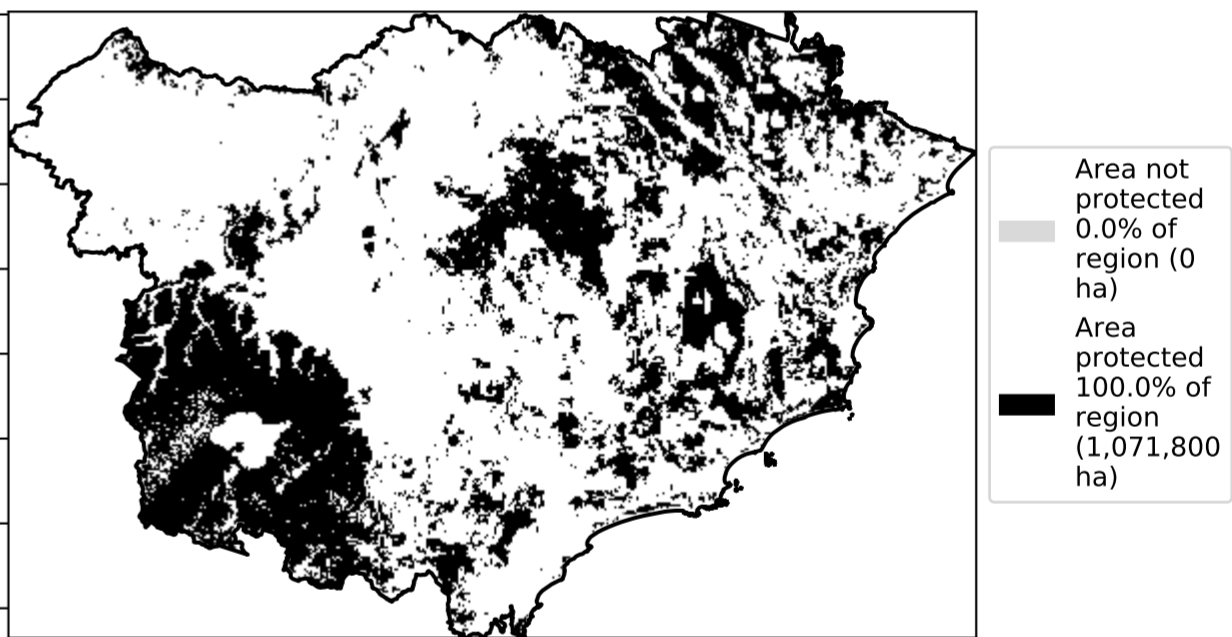 Area not
protected
0.0% of
region (0
ha)
Area
protected
100.0% of
region
(1,071,800
ha)